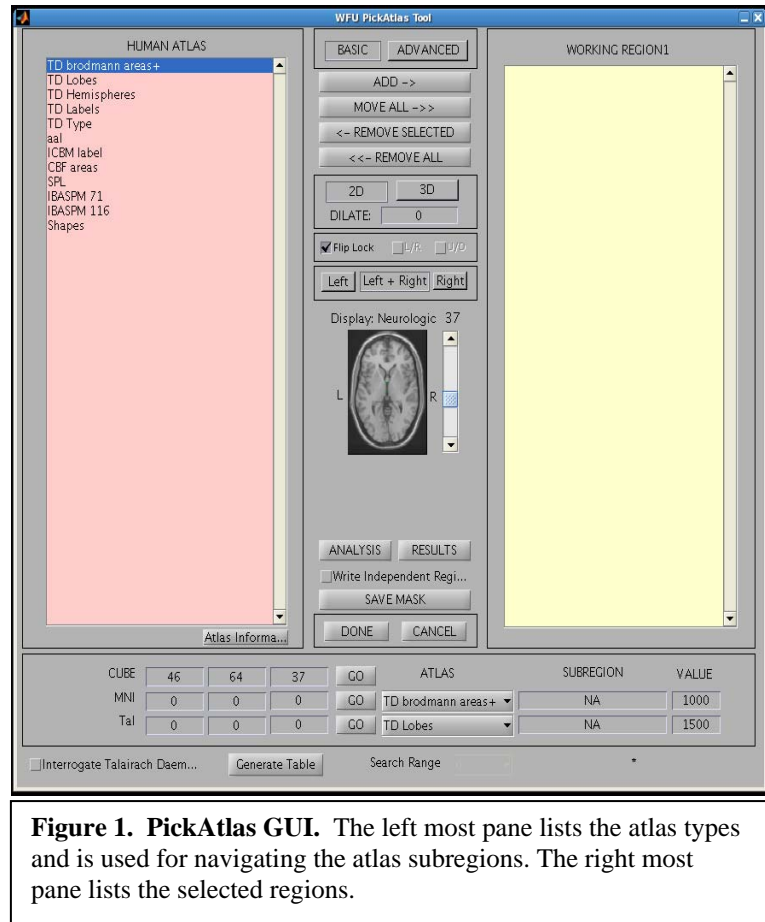 WFU PickAtlas Tool
HUMAN ATLAS
TD brodmann areas+
TD Lobes
TD Hemispheres
TD Labels
TD Type
aal
ICBM label
CBF areas
SPL
IBASPM 71
IBASPM 116
Shapes
Atlas Informa...
BASIC ADVANCED
ADD ->
MOVE ALL ->>
<- REMOVE SELECTED
<<- REMOVE ALL
2D 3D
DILATE: 0
Flip Lock L/R U/D
Left Left + Right Right
Display: Neurologic 37
L R
ANALYSIS RESULTS
Write Independent Regi...
SAVE MASK
DONE CANCEL
WORKING REGION1
CUBE 46 64 37 GO ATLAS SUBREGION VALUE
MNI 0 0 0 GO TD brodmann areas+ NA 1000
Tal 0 0 0 GO TD Lobes NA 1500
Interrogate Talairach Daem... Generate Table Search Range *
Figure 1. PickAtlas GUI. The left most pane lists the atlas types
and is used for navigating the atlas subregions. The right most
pane lists the selected regions.